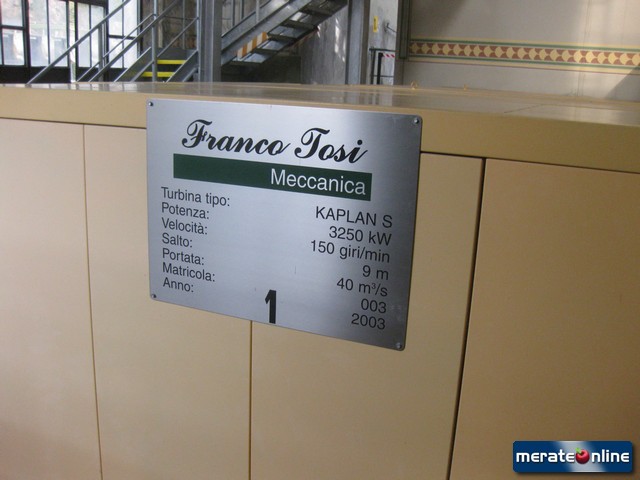 Franco Tosi
Meccanica
Turbina tipo: KAPLAN S
Potenza: 3250 kW
Velocità: 150 giri/min
Salto: 9 m
Portata: 40 m³/s
Matricola: 003
Anno: 2003
1
merateonline